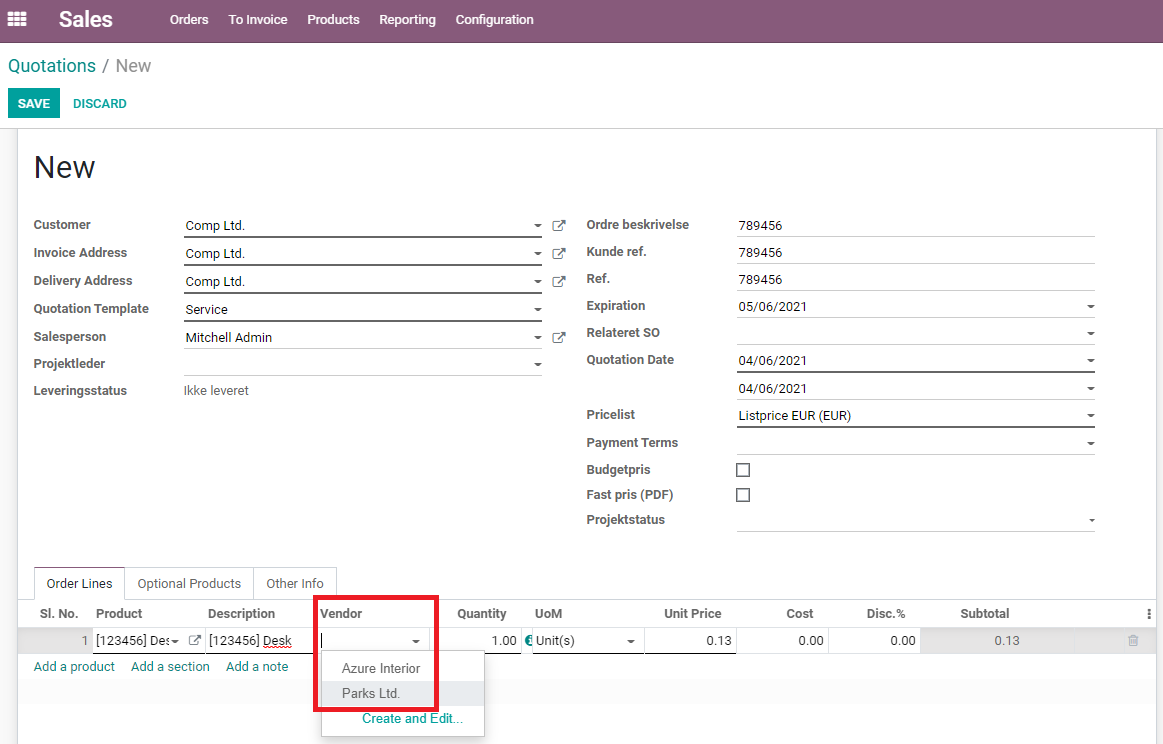 Sales Orders To Invoice Products Reporting Configuration
Quotations / New
SAVE DISCARD
New
Customer Comp Ltd.
Invoice Address Comp Ltd.
Delivery Address Comp Ltd.
Quotation Template Service
Salesperson Mitchell Admin
Projektleder
Leveringsstatus Ikke leveret
Ordre beskrivelse 789456
Kunde ref. 789456
Ref. 789456
Expiration 05/06/2021
Relateret SO
Quotation Date 04/06/2021
04/06/2021
Pricelist Listprice EUR (EUR)
Payment Terms
Budgetpris
Fast pris (PDF)
Projektstatus
Order Lines Optional Products Other Info
Sl. No. Product Description Vendor Quantity UoM Unit Price Cost Disc.% Subtotal
1 [123456] Des [123456] Desk 1.00 Unit(s) 0.13 0.00 0.00 0.13
Add a product Add a section Add a note
Azure Interior
Parks Ltd.
Create and Edit...